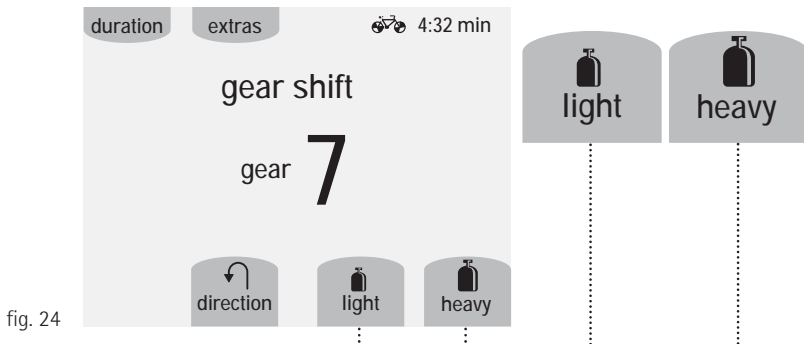 duration extras 4:32 min
gear shift
gear 7
direction light heavy
light heavy
fig. 24